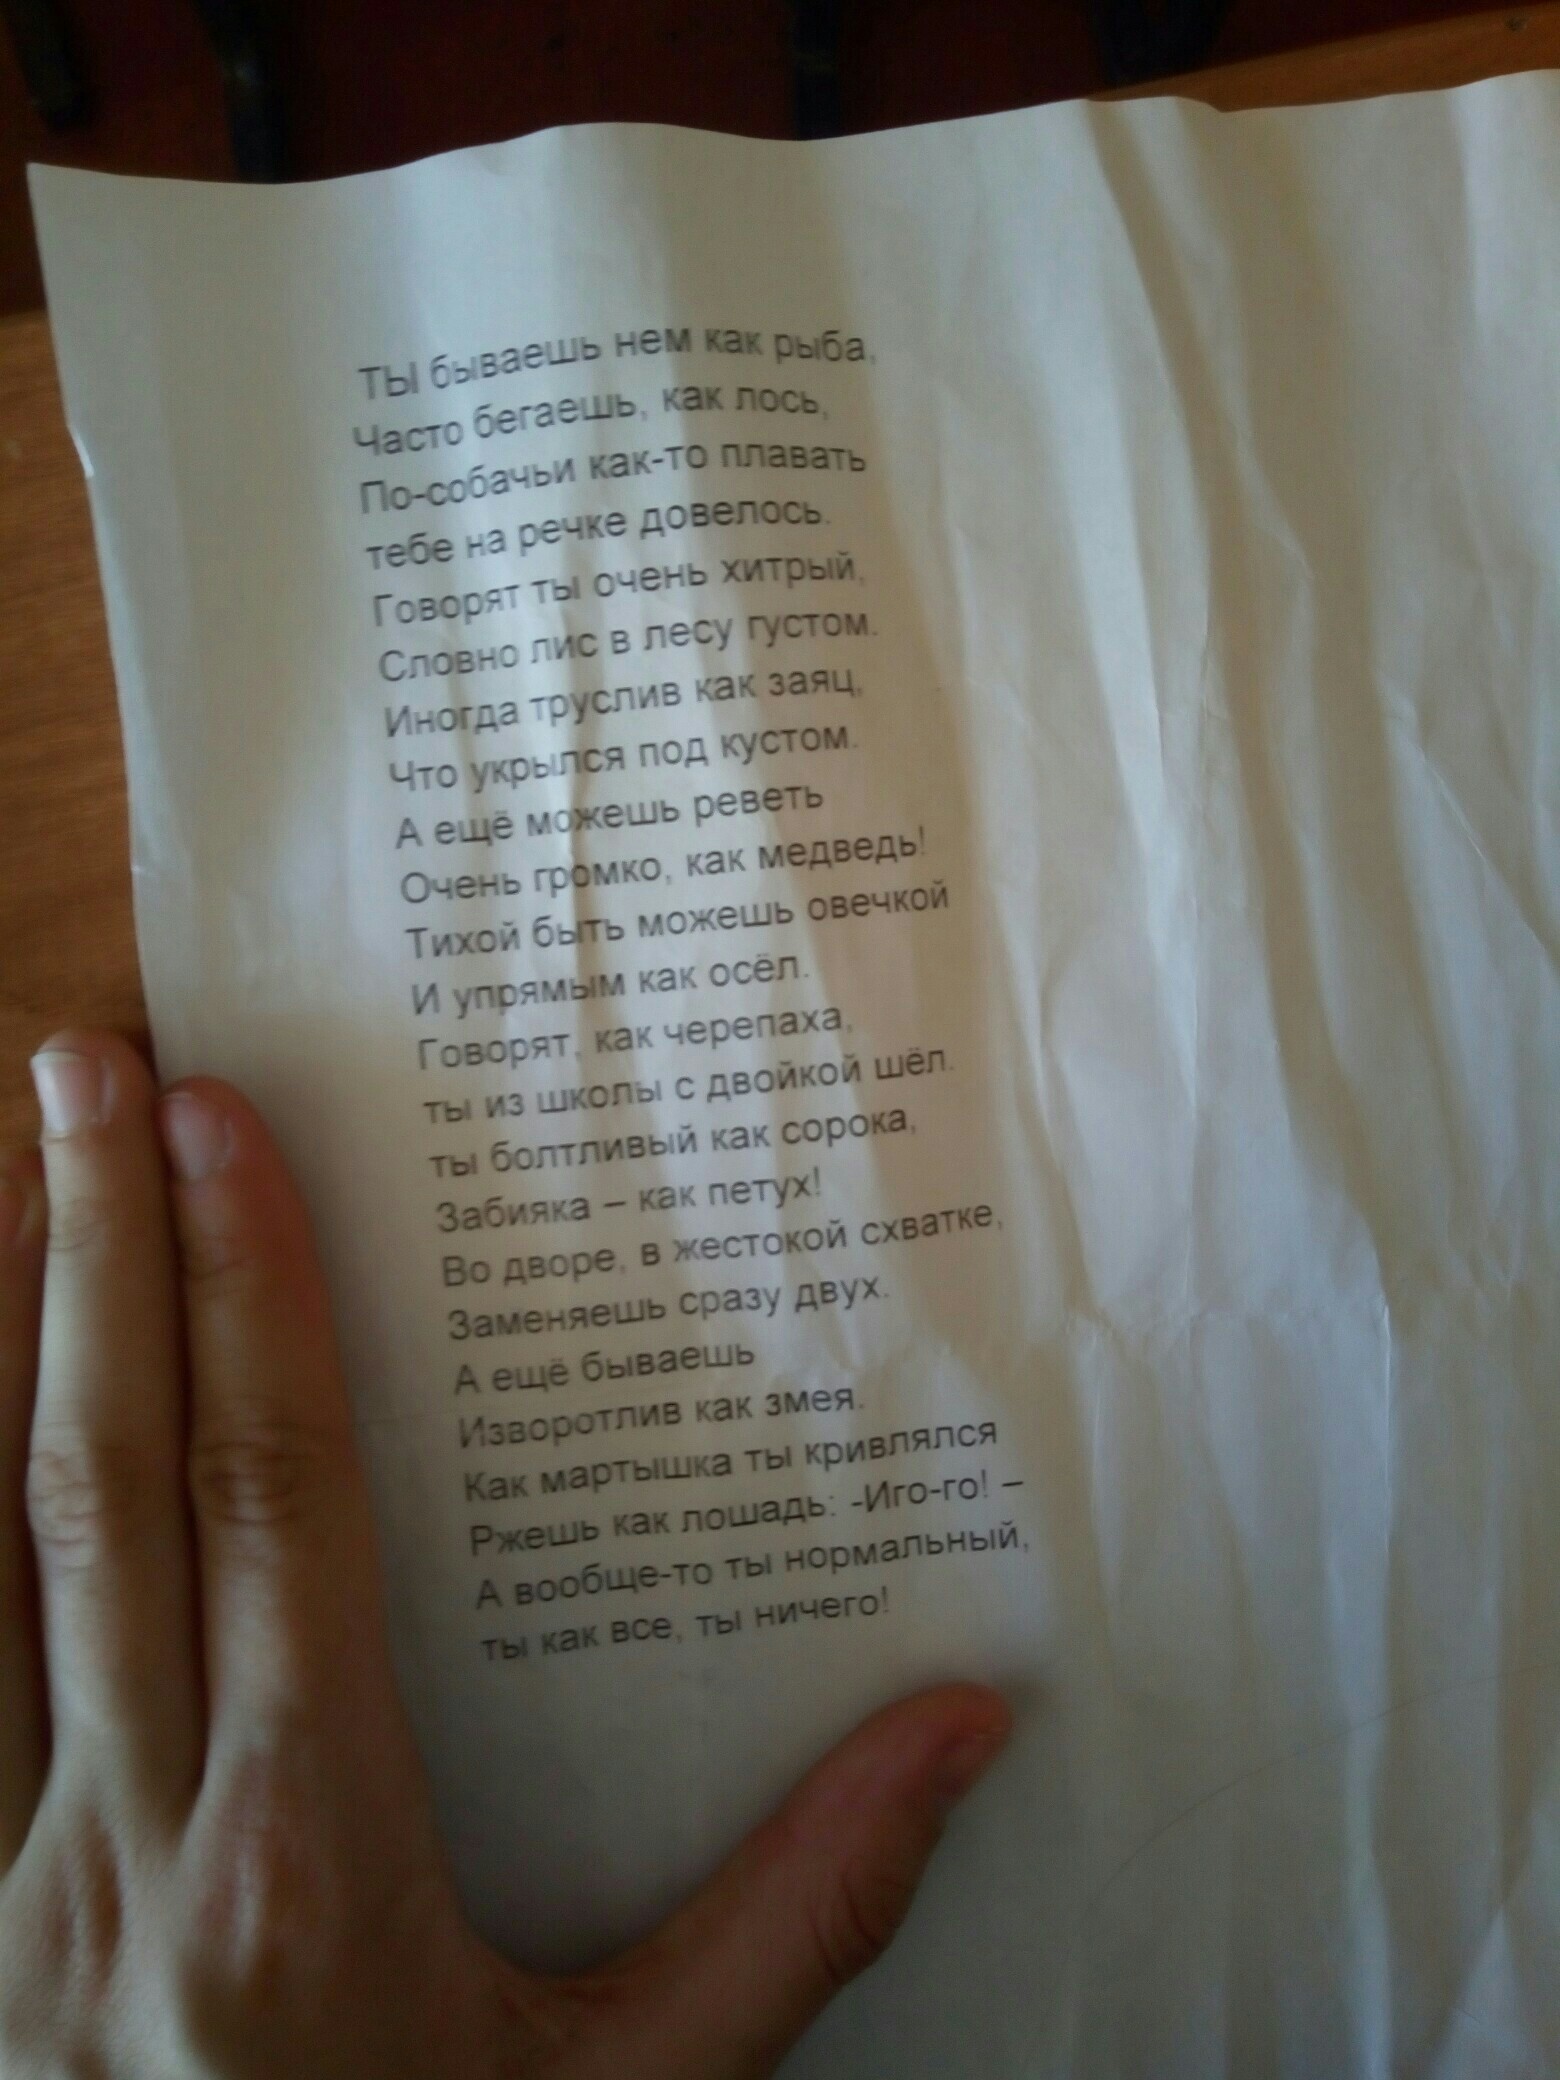 ТЫ бываешь нем как рыба,
Часто бегаешь, как лось,
По-собачьи как-то плавать
тебе на речке довелось.
Говорят ты очень хитрый,
Словно лис в лесу густом.
Иногда труслив как заяц,
Что укрылся под кустом.
А ещё можешь реветь
Очень громко, как медведь!
Тихой быть можешь овечкой
И упрямым как осёл.
Говорят, как черепаха,
ты из школы с двойкой шёл.
ты болтливый как сорока,
Забияка – как петух!
Во дворе, в жестокой схватке,
Заменяешь сразу двух.
А ещё бываешь
Изворотлив как змея.
Как мартышка ты кривлялся
Ржешь как лошадь: -Иго-го! –
А вообще-то ты нормальный,
ты как все, ты ничего!